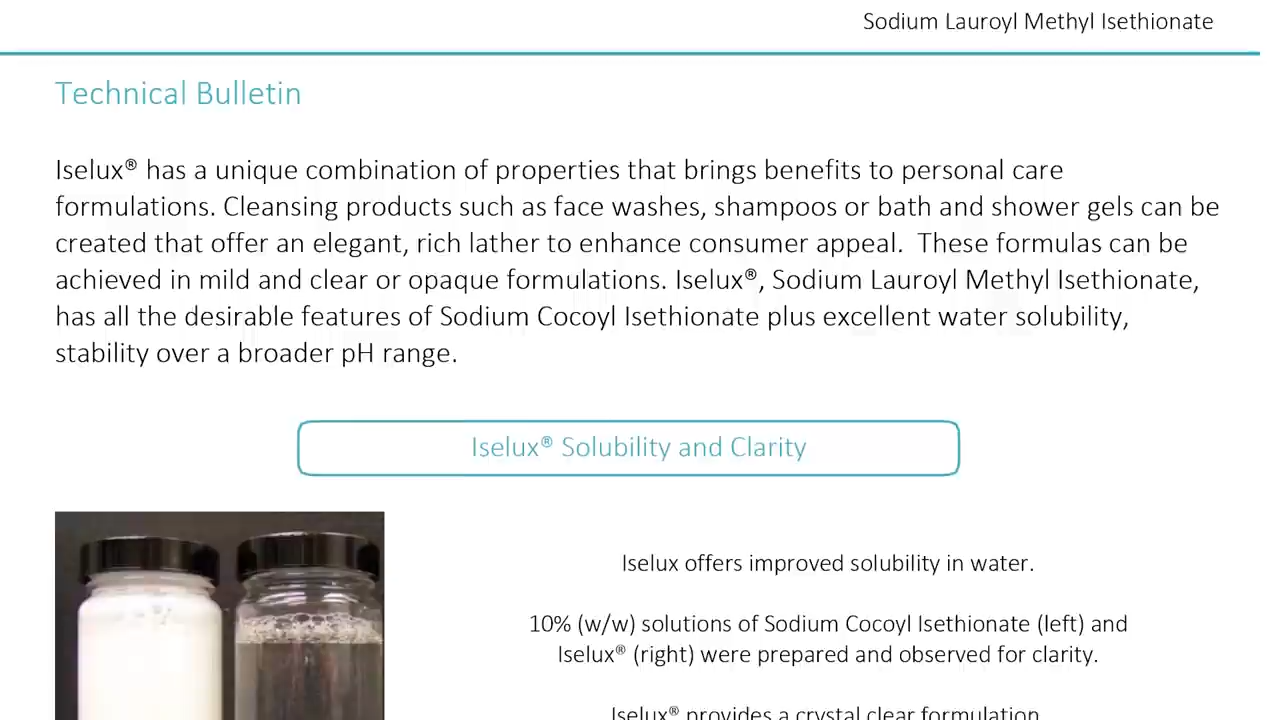 Sodium Lauroyl Methyl Isethionate
Technical Bulletin
Iselux® has a unique combination of properties that brings benefits to personal care
formulations. Cleansing products such as face washes, shampoos or bath and shower gels can be
created that offer an elegant, rich lather to enhance consumer appeal.  These formulas can be
achieved in mild and clear or opaque formulations. Iselux®, Sodium Lauroyl Methyl Isethionate,
has all the desirable features of Sodium Cocoyl Isethionate plus excellent water solubility,
stability over a broader pH range.
Iselux® Solubility and Clarity
Iselux offers improved solubility in water.
10% (w/w) solutions of Sodium Cocoyl Isethionate (left) and
Iselux® (right) were prepared and observed for clarity.
Iselux® provides a crystal clear formulation